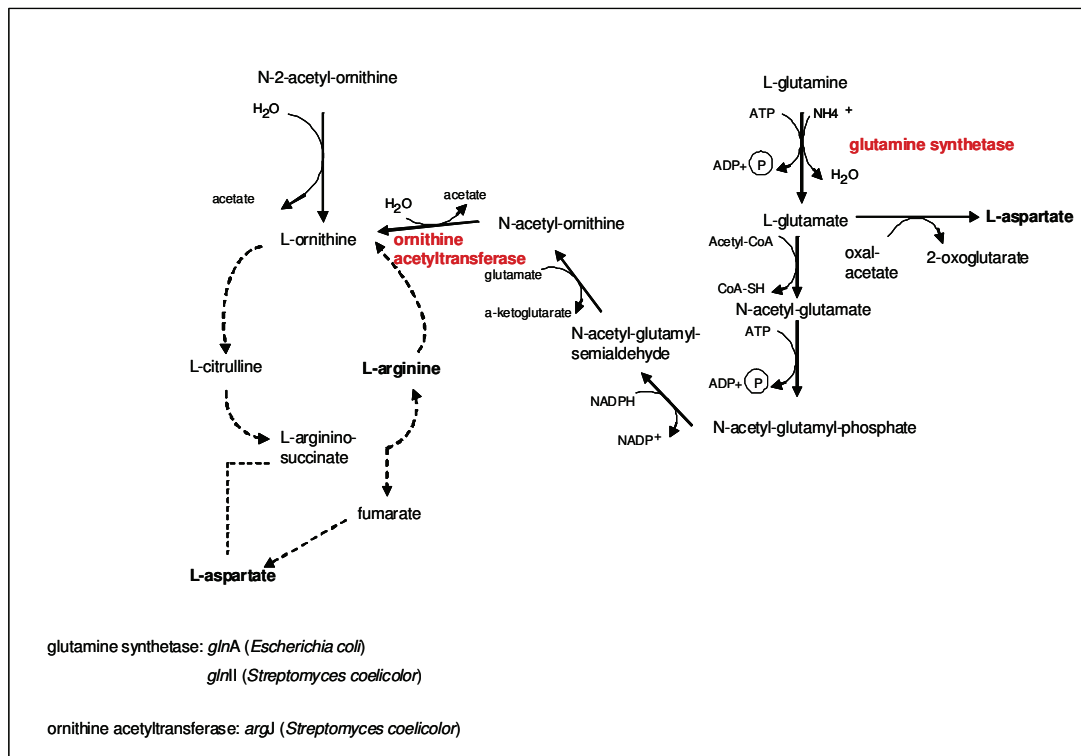 N-2-acetyl-ornithine
H2O
acetate
L-ornithine
L-citrulline
L-arginino-
succinate
L-arginine
fumarate
L-aspartate
H2O
acetate
ornithine
acetyltransferase
N-acetyl-ornithine
glutamate
a-ketoglutarate
N-acetyl-glutamyl-
semialdehyde
NADPH
NADP+
L-glutamine
ATP
NH4 +
glutamine synthetase
ADP+ P
H2O
L-glutamate
L-aspartate
oxal-
acetate
2-oxoglutarate
Acetyl-CoA
CoA-SH
N-acetyl-glutamate
ATP
ADP+ P
N-acetyl-glutamyl-phosphate
glutamine synthetase: glnA (Escherichia coli)
glnII (Streptomyces coelicolor)
ornithine acetyltransferase: argJ (Streptomyces coelicolor)